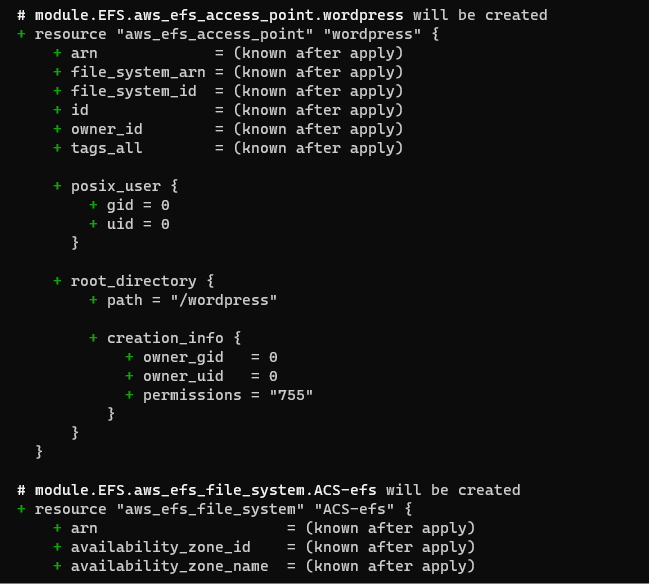 # module.EFS.aws_efs_access_point.wordpress will be created
+ resource "aws_efs_access_point" "wordpress" {
    + arn             = (known after apply)
    + file_system_arn = (known after apply)
    + file_system_id  = (known after apply)
    + id              = (known after apply)
    + owner_id        = (known after apply)
    + tags_all        = (known after apply)

    + posix_user {
        + gid = 0
        + uid = 0
      }

    + root_directory {
        + path = "/wordpress"

        + creation_info {
            + owner_gid   = 0
            + owner_uid   = 0
            + permissions = "755"
          }
      }
  }

# module.EFS.aws_efs_file_system.ACS-efs will be created
+ resource "aws_efs_file_system" "ACS-efs" {
    + arn                     = (known after apply)
    + availability_zone_id    = (known after apply)
    + availability_zone_name  = (known after apply)